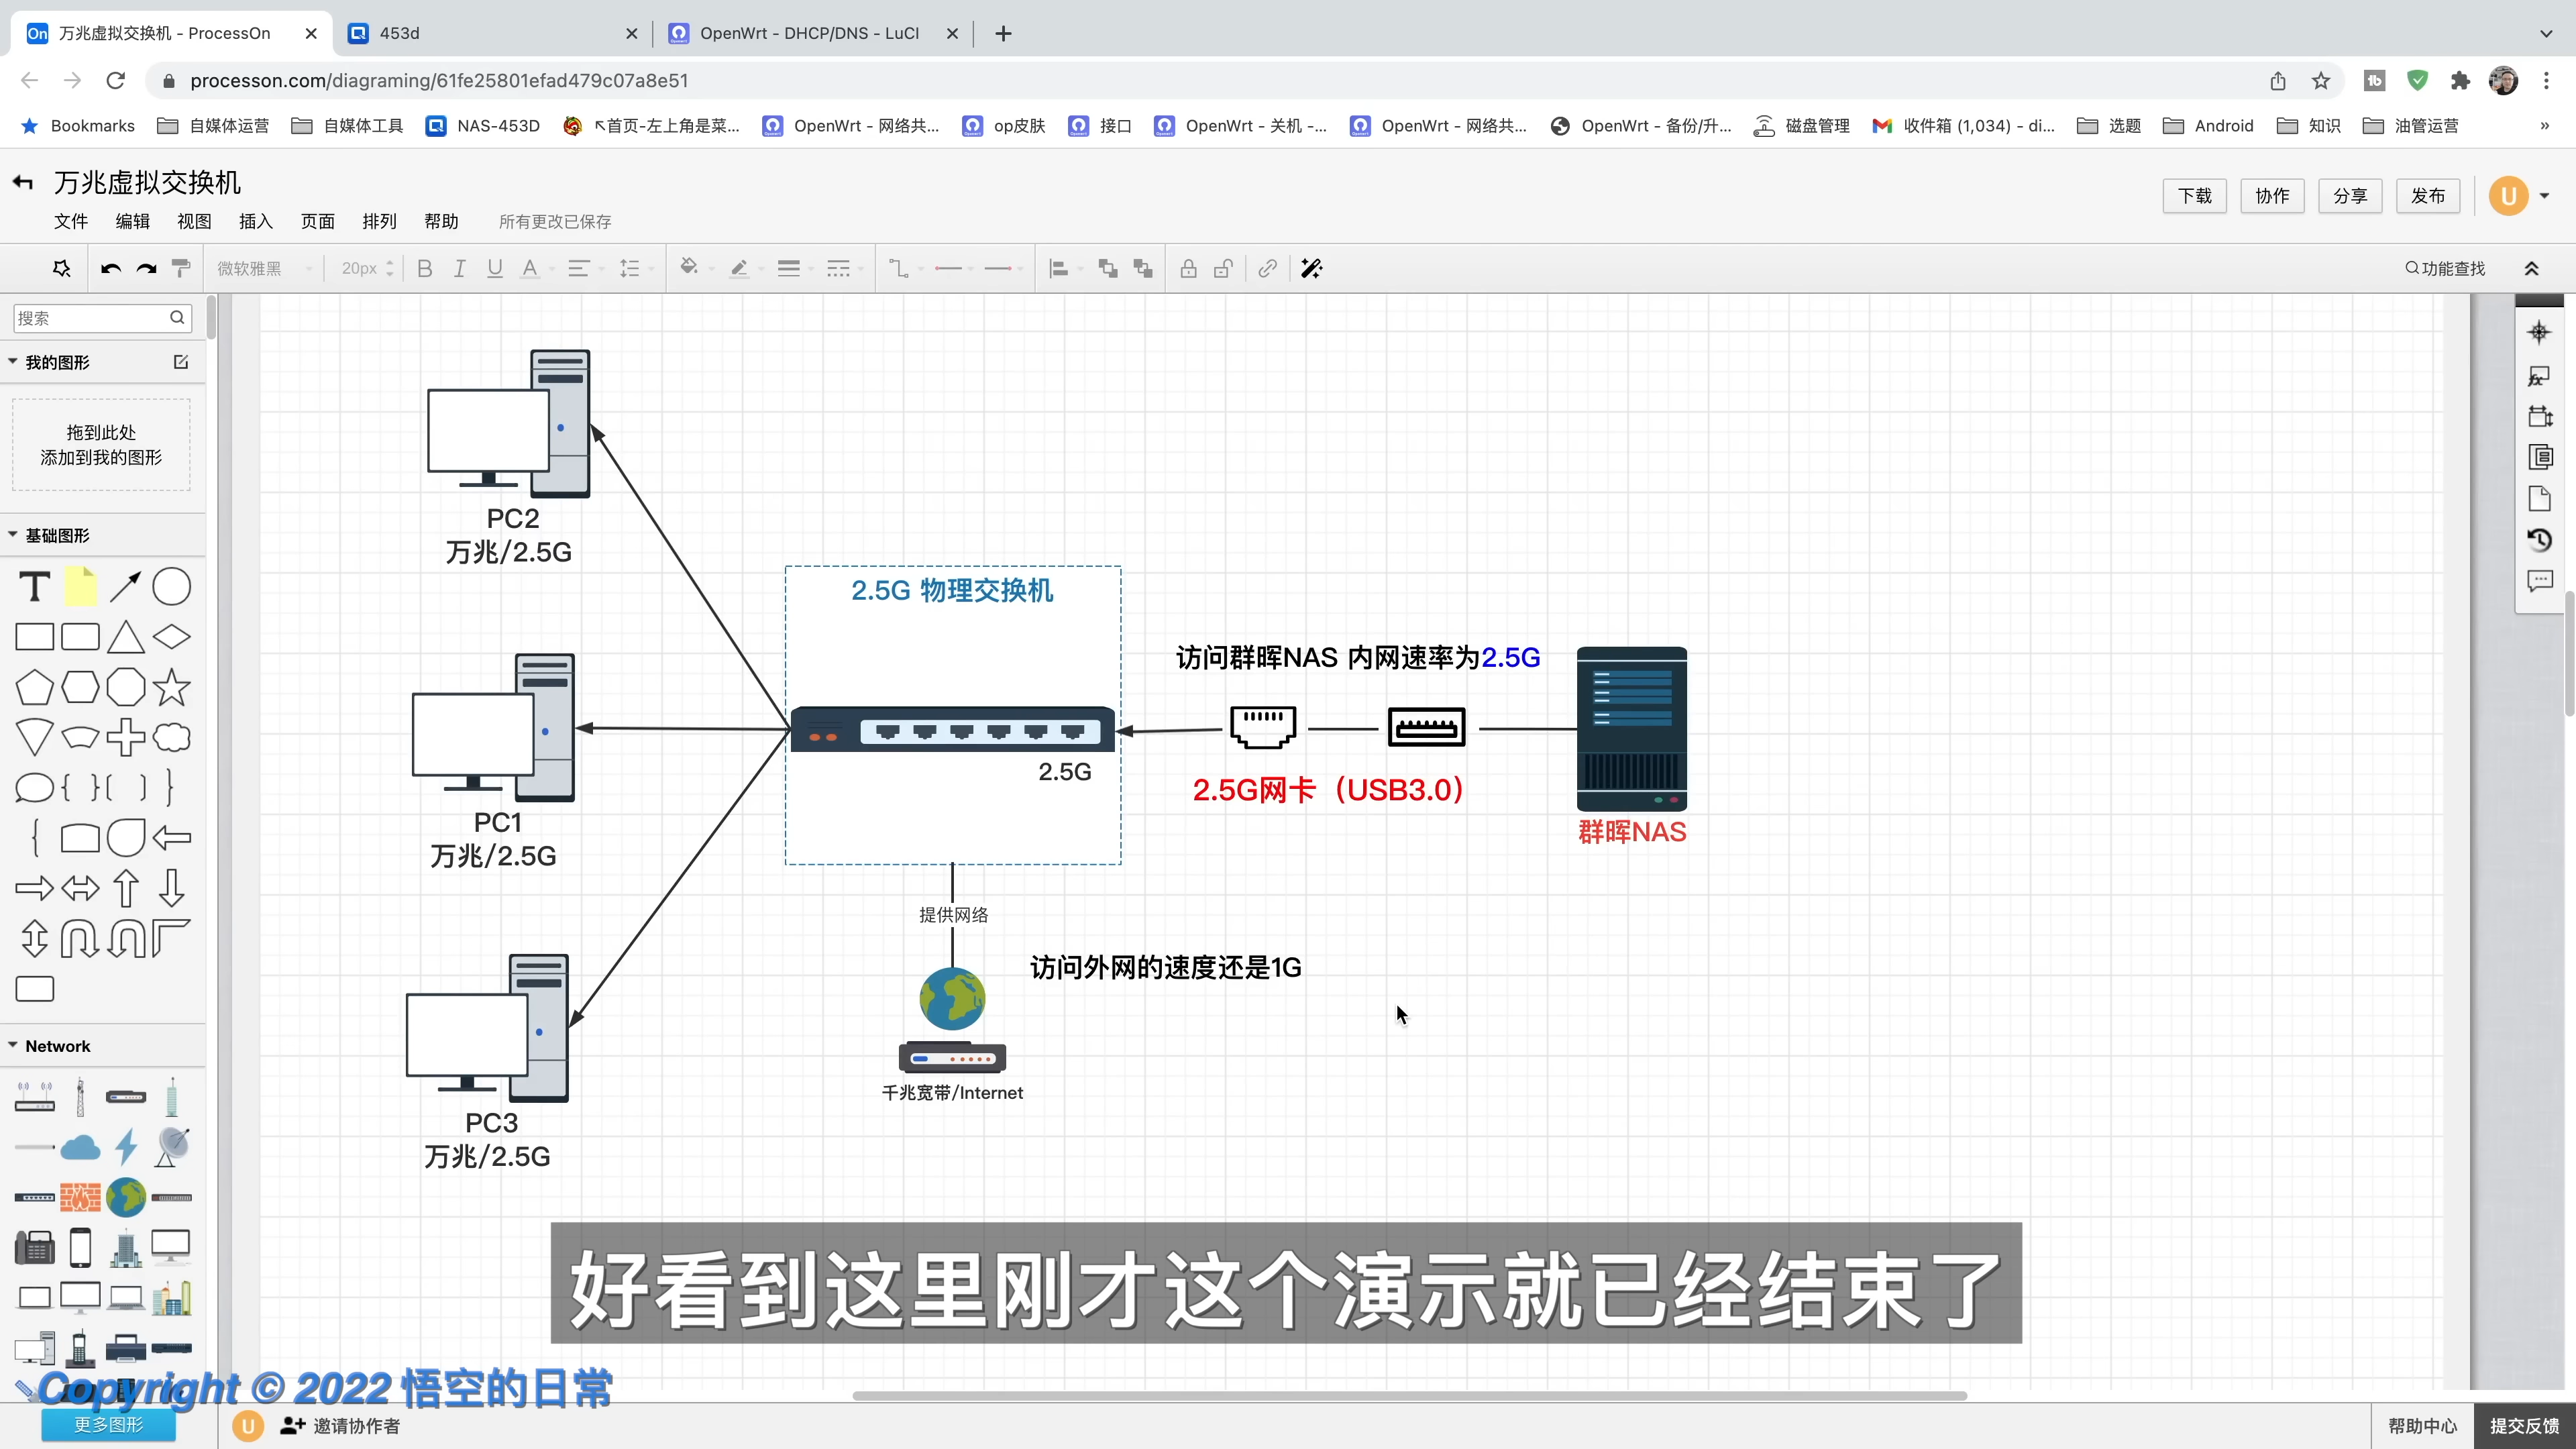 万兆虚拟交换机 - ProcessOn
453d
OpenWrt - DHCP/DNS - LuCI
processon.com/diagraming/61fe25801efad479c07a8e51
Bookmarks
自媒体运营
自媒体工具
NAS-453D
↖首页-左上角是菜...
OpenWrt - 网络共...
op皮肤
接口
OpenWrt - 关机 -...
OpenWrt - 网络共...
OpenWrt - 备份/升...
磁盘管理
收件箱 (1,034) - di...
选题
Android
知识
油管运营
»
万兆虚拟交换机
下载
协作
分享
发布
U
文件
编辑
视图
插入
页面
排列
帮助
所有更改已保存
微软雅黑
20px
功能查找
搜索
我的图形
拖到此处
添加到我的图形
基础图形
Network
更多图形
PC2
万兆/2.5G
PC1
万兆/2.5G
PC3
万兆/2.5G
2.5G 物理交换机
2.5G
访问群晖NAS 内网速率为2.5G
2.5G网卡（USB3.0）
群晖NAS
提供网络
访问外网的速度还是1G
千兆宽带/Internet
好看到这里刚才这个演示就已经结束了
Copyright © 2022 悟空的日常
U
邀请协作者
帮助中心
提交反馈